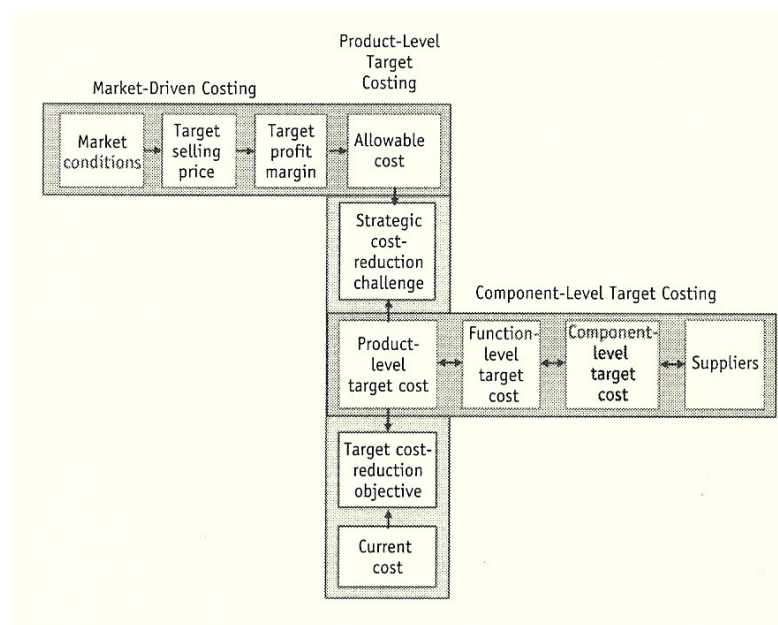 Product-Level
Target
Costing
Market-Driven Costing
Market
conditions
Target
selling
price
Target
profit
margin
Allowable
cost
Strategic
cost-
reduction
challenge
Component-Level Target Costing
Product-
level
target cost
Function-
level
target
cost
Component-
level
target
cost
Suppliers
Target cost-
reduction
objective
Current
cost